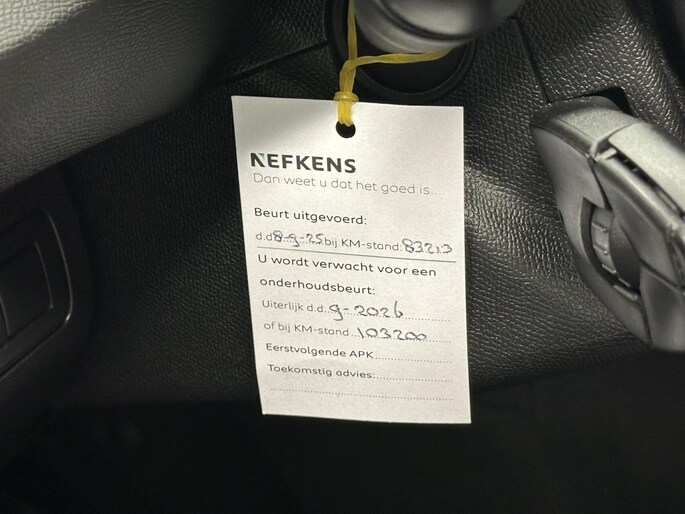 NEFKENS
Dan weet u dat het goed is....
Beurt uitgevoerd:
d.d.8-9-25.bij KM-stand:83213
U wordt verwacht voor een
onderhoudsbeurt:
Uiterlijk d.d. 9-2026
of bij KM-stand 103200
Eerstvolgende APK
Toekomstig advies: